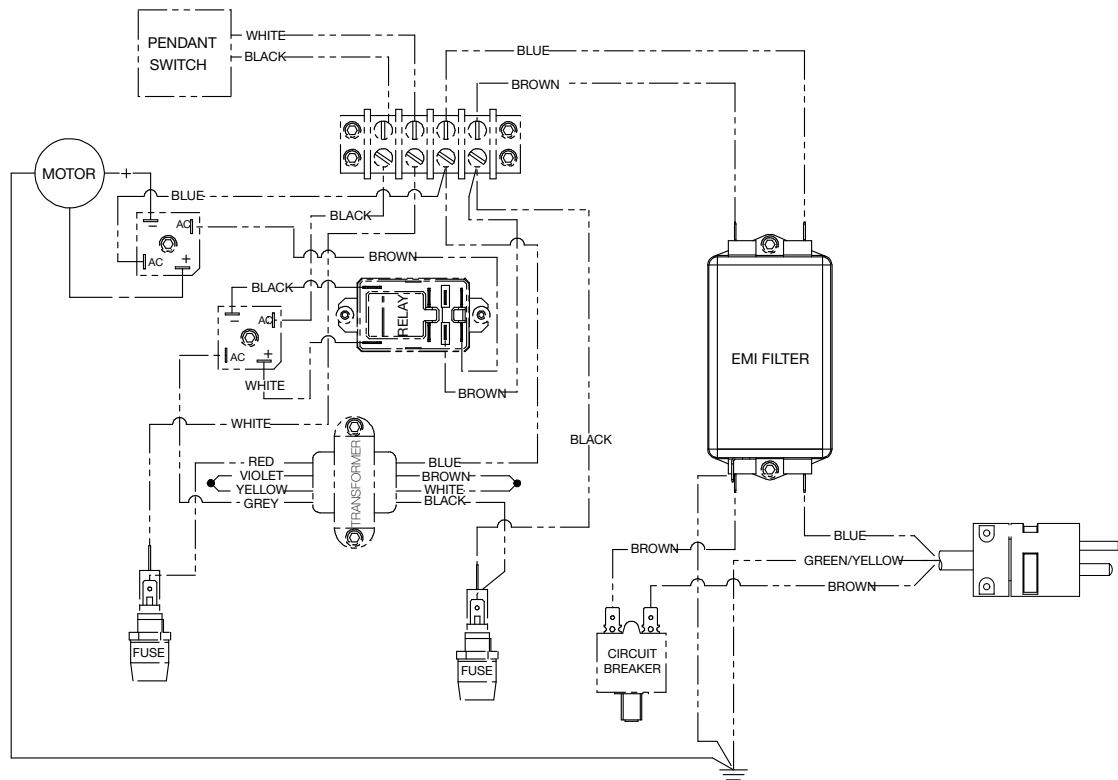 PENDANT
SWITCH
WHITE
BLACK
BLUE
BROWN
MOTOR
+
BLUE
BLACK
− AC
AC +
BROWN
BLACK
RELAY
− AC
AC +
WHITE
BROWN
EMI FILTER
WHITE
BLACK
TRANSFORMER
RED
VIOLET
YELLOW
GREY
BLUE
BROWN
WHITE
BLACK
BLUE
BROWN
GREEN/YELLOW
BROWN
FUSE
FUSE
CIRCUIT
BREAKER